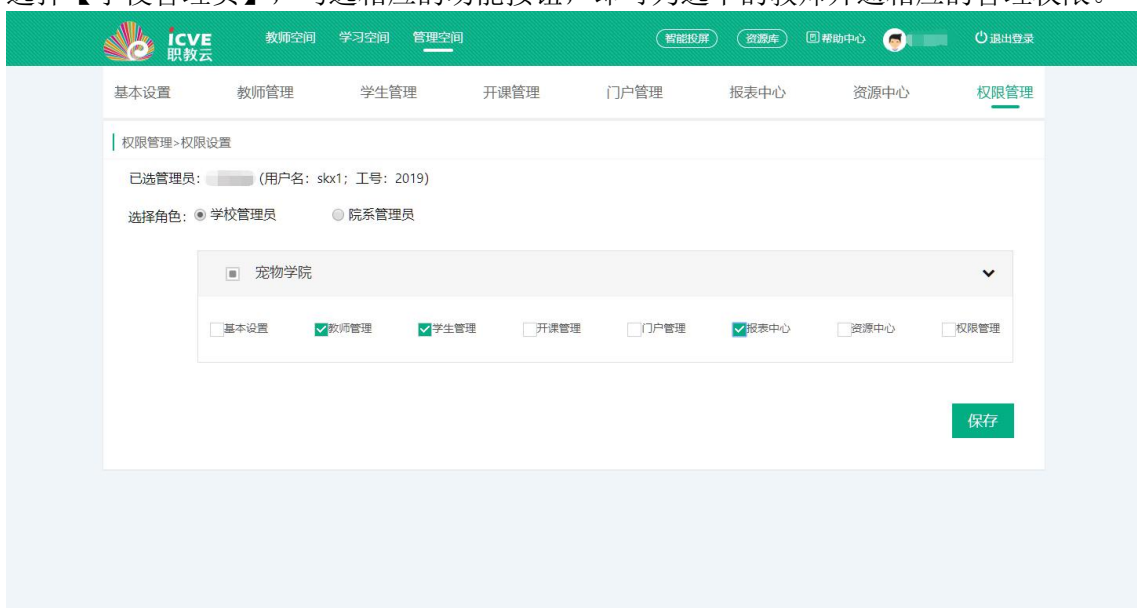 选择【学校管理员】，勾选相应的功能按钮，即可为选中的教师开通相应的管理权限。
icve 职教云 教师空间 学习空间 管理空间 智能投屏 资源库 帮助中心 退出登录
基本设置 教师管理 学生管理 开课管理 门户管理 报表中心 资源中心 权限管理
权限管理>权限设置
已选管理员： (用户名：skx1；工号：2019)
选择角色： 学校管理员 院系管理员
宠物学院
基本设置 教师管理 学生管理 开课管理 门户管理 报表中心 资源中心 权限管理
保存